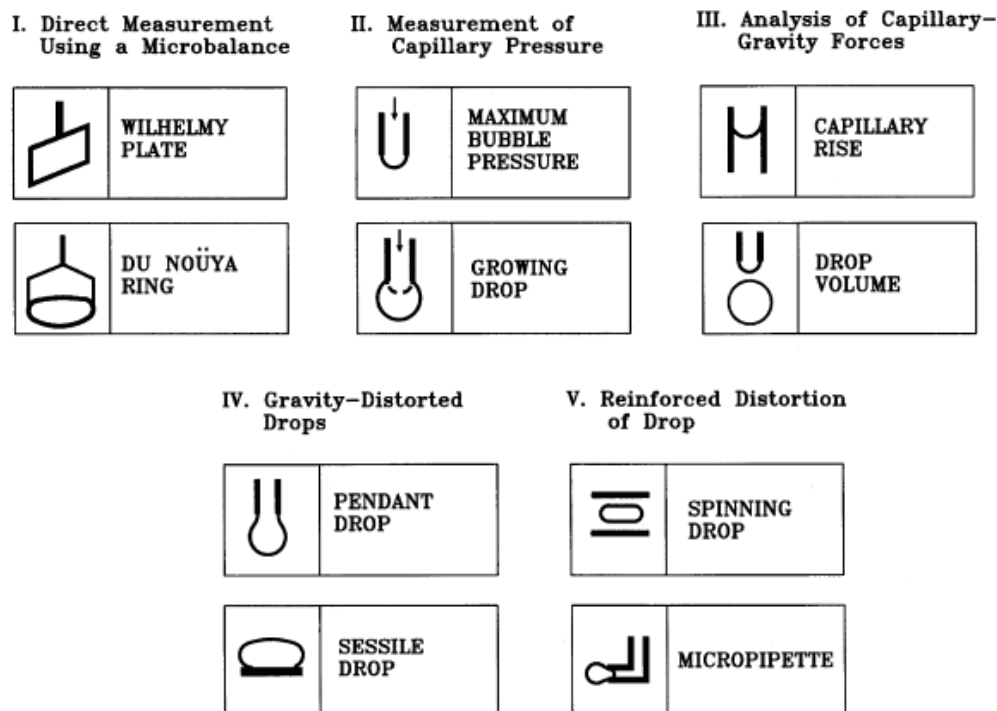 I. Direct Measurement
Using a Microbalance
II. Measurement of
Capillary Pressure
III. Analysis of Capillary-
Gravity Forces
WILHELMY
PLATE
MAXIMUM
BUBBLE
PRESSURE
CAPILLARY
RISE
DU NOÜYA
RING
GROWING
DROP
DROP
VOLUME
IV. Gravity-Distorted
Drops
V. Reinforced Distortion
of Drop
PENDANT
DROP
SPINNING
DROP
SESSILE
DROP
MICROPIPETTE